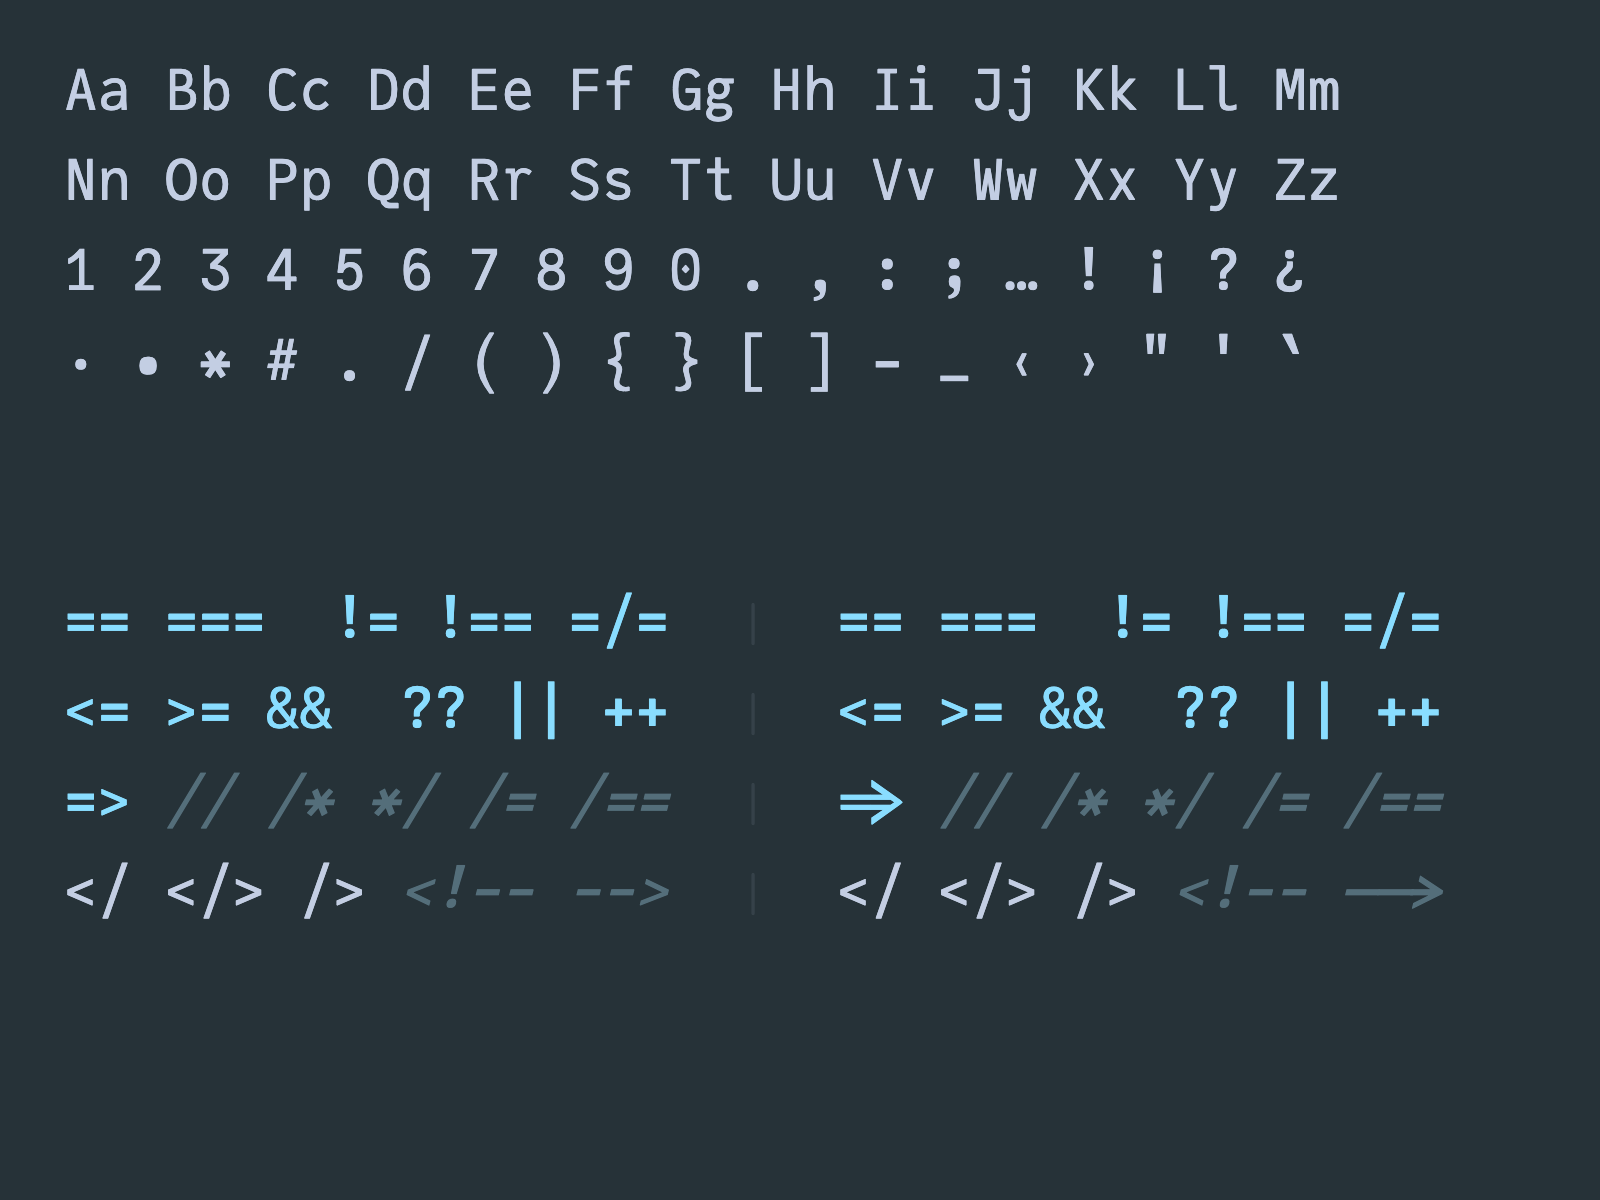 Aa Bb Cc Dd Ee Ff Gg Hh Ii Jj Kk Ll Mm
Nn Oo Pp Qq Rr Ss Tt Uu Vv Ww Xx Yy Zz
1 2 3 4 5 6 7 8 9 0 . , : ; … ! ¡ ? ¿
· • * # . / ( ) { } [ ] - _ ‹ › " ' `
== ===  != !== =/=  |  == ===  != !== =/=
<= >= &&  ?? || ++  |  <= >= &&  ?? || ++
=> // /* */ /= /==  |  ⇒ // /* */ /= /==
</ </> /> <!-- -->  |  </ </> /> <!-- ⟶